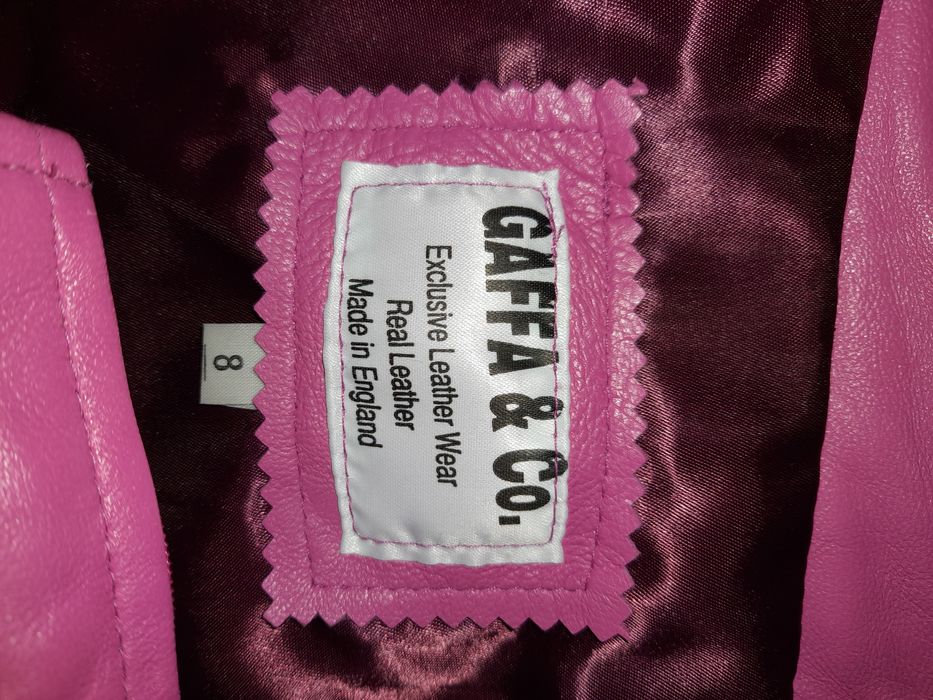 GAFFA & Co.
Exclusive Leather Wear
Real Leather
Made in England
8